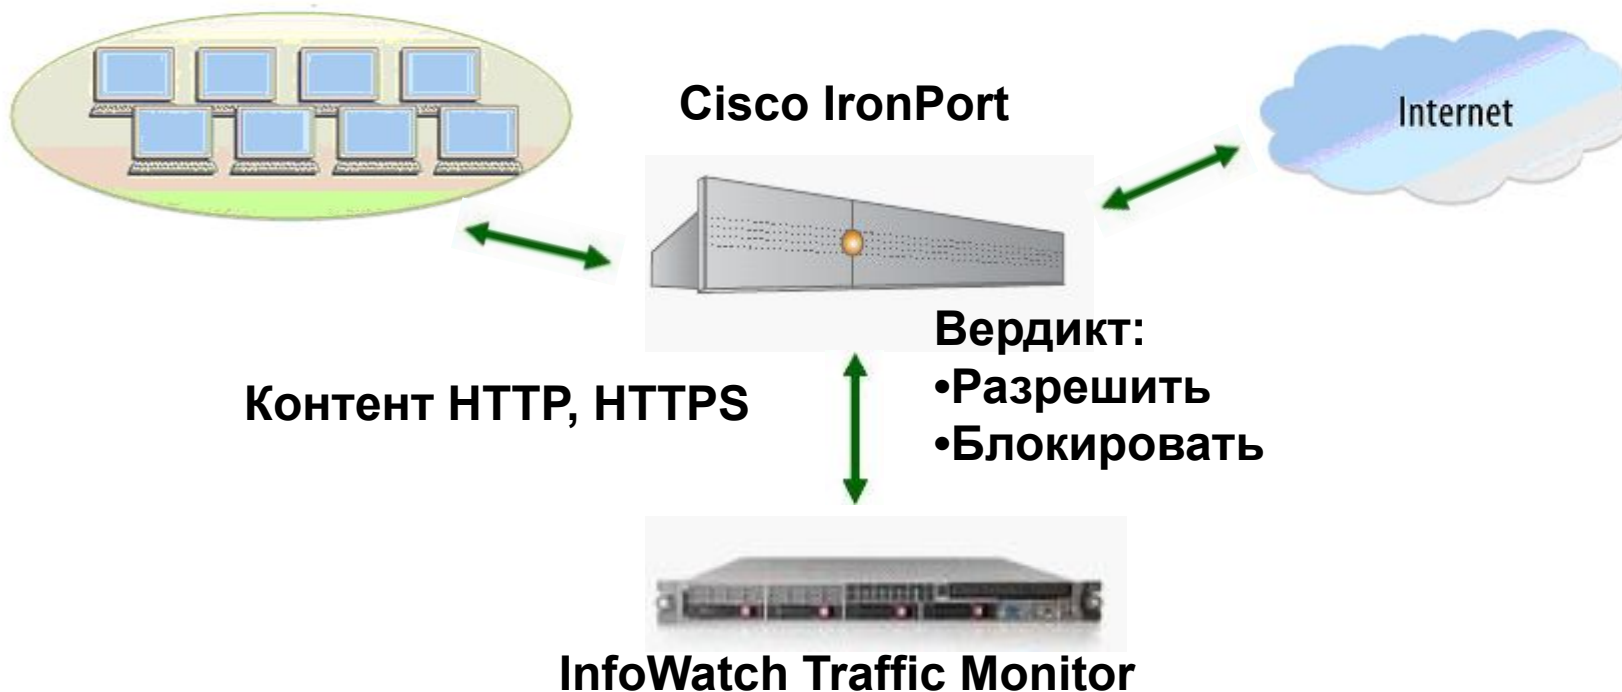 Cisco IronPort
Internet
Вердикт:
•Разрешить
•Блокировать
Контент HTTP, HTTPS
InfoWatch Traffic Monitor